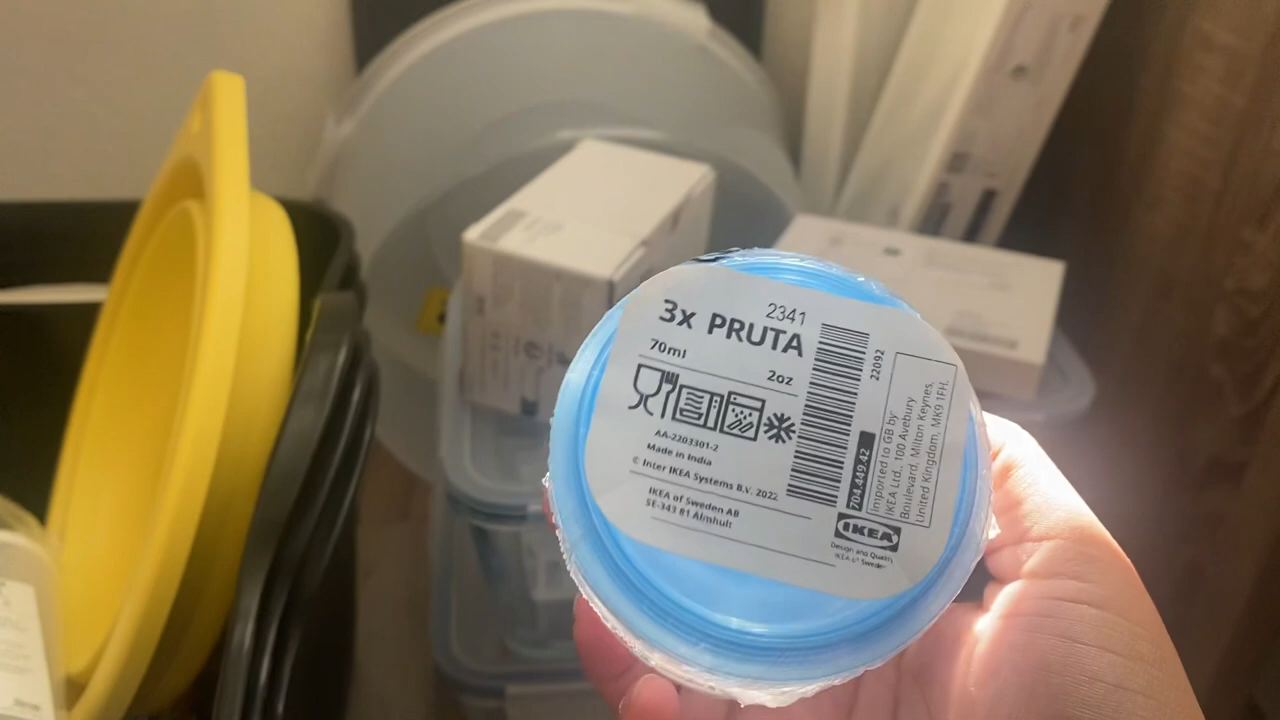 2341
3x PRUTA
70ml
2oz
AA-2203301-2
Made in India
© Inter IKEA Systems B.V. 2022
IKEA of Sweden AB
SE-343 81 Älmhult
22092
704.449.42
Imported to GB by:
IKEA Ltd., 100 Avebury
Boulevard, Milton Keynes,
United Kingdom, MK9 1FH.
IKEA
Design and Quality
IKEA of Sweden